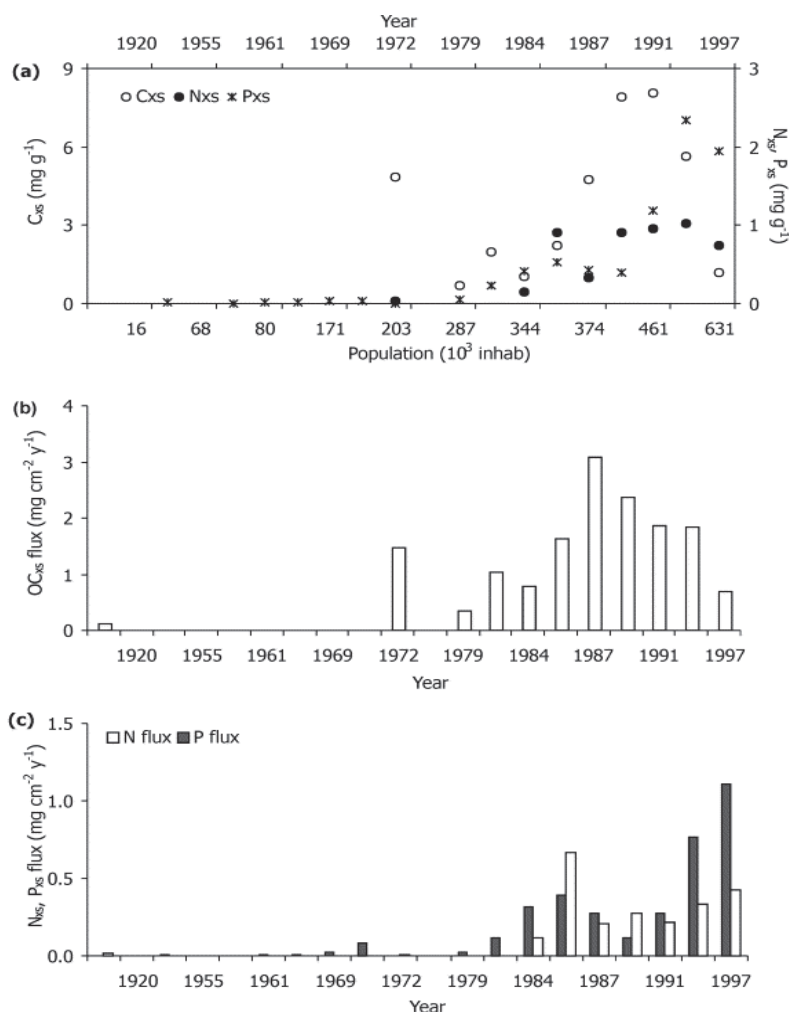 Year
1920 1955 1961 1969 1972 1979 1984 1987 1991 1997
(a)
9 3
Cxs Nxs Pxs
6 2
3 1
0 0
Cxs (mg g-1)
Nxs, Pxs (mg g-1)
16 68 80 171 203 287 344 374 461 631
Population (103 inhab)
(b)
4
3
2
1
0
OCxs flux (mg cm-2 y-1)
1920 1955 1961 1969 1972 1979 1984 1987 1991 1997
Year
(c)
1.5
N flux P flux
1.0
0.5
0.0
Nxs, Pxs flux (mg cm-2 y-1)
1920 1955 1961 1969 1972 1979 1984 1987 1991 1997
Year